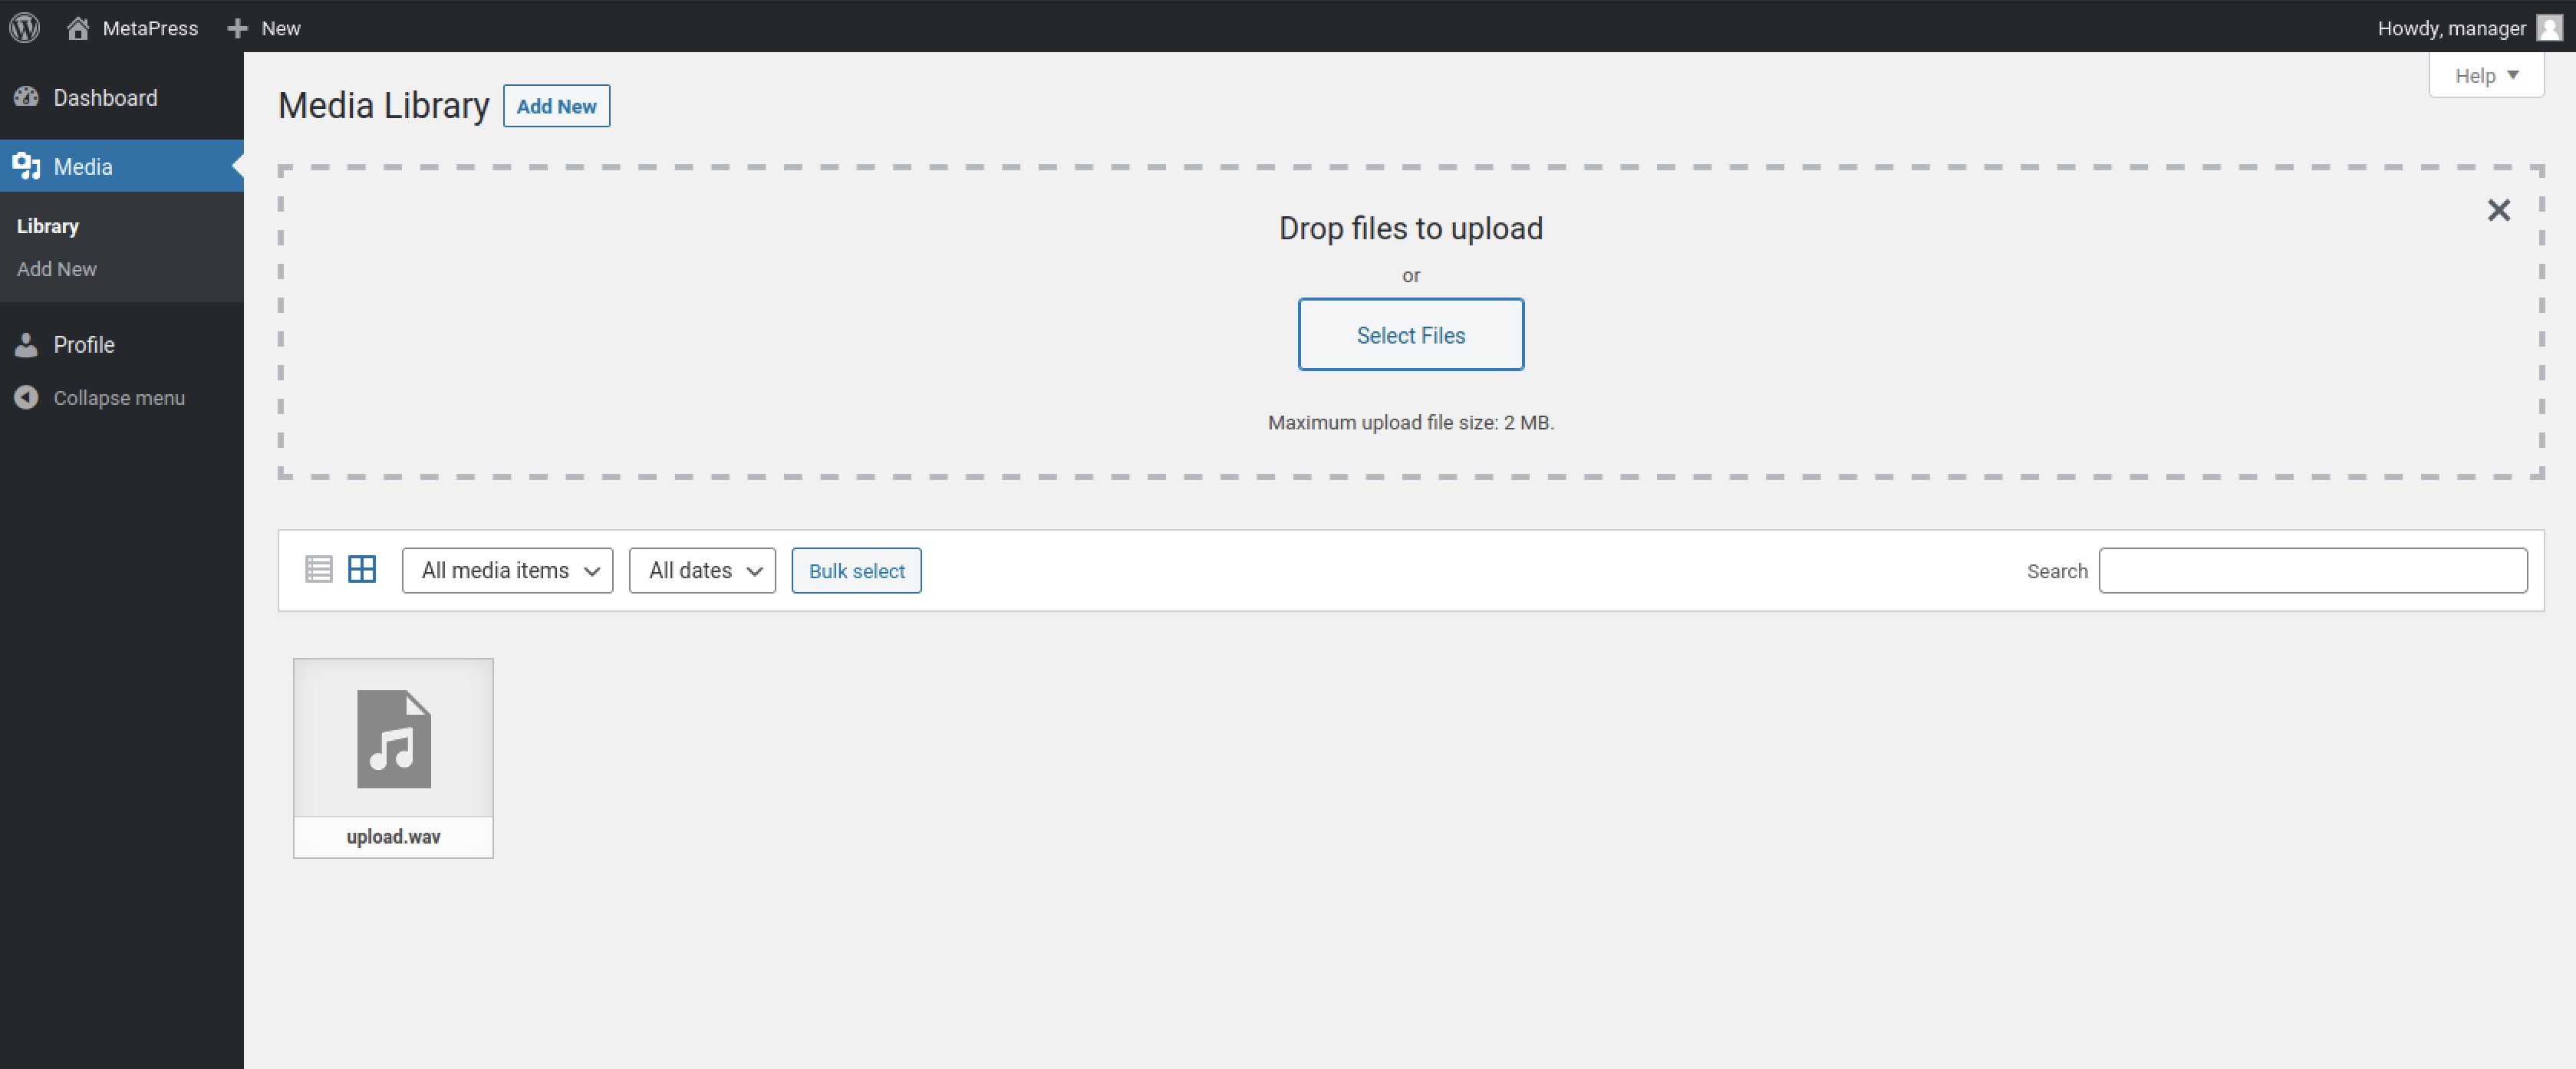 MetaPress
New
Howdy, manager
Dashboard
Media
Library
Add New
Profile
Collapse menu
Media Library
Add New
Help
Drop files to upload
or
Select Files
Maximum upload file size: 2 MB.
All media items
All dates
Bulk select
Search
upload.wav